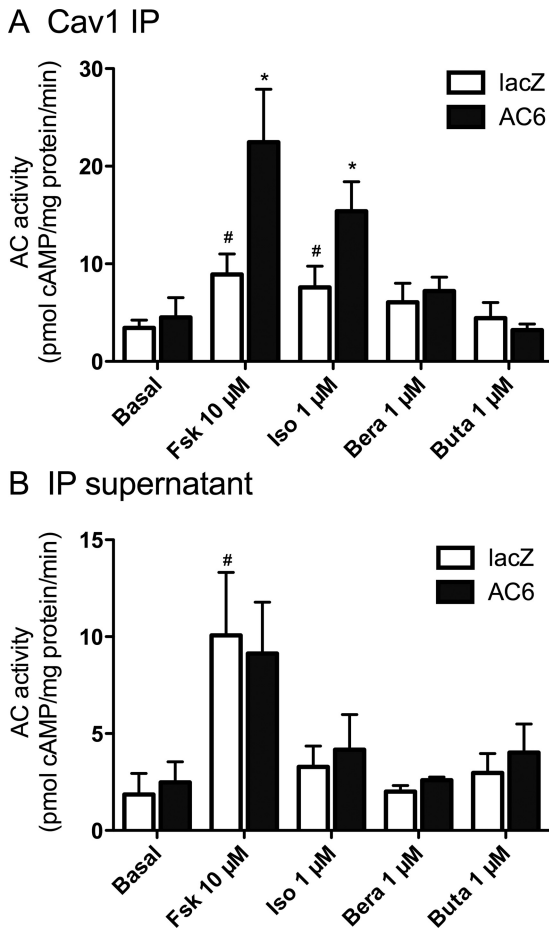 A Cav1 IP
AC activity
(pmol cAMP/mg protein/min)
30
20
10
0
lacZ
AC6
*
*
#
#
Basal
Fsk 10 µM
Iso 1 µM
Bera 1 µM
Buta 1 µM
B IP supernatant
AC activity
(pmol cAMP/mg protein/min)
15
10
5
0
lacZ
AC6
#
Basal
Fsk 10 µM
Iso 1 µM
Bera 1 µM
Buta 1 µM